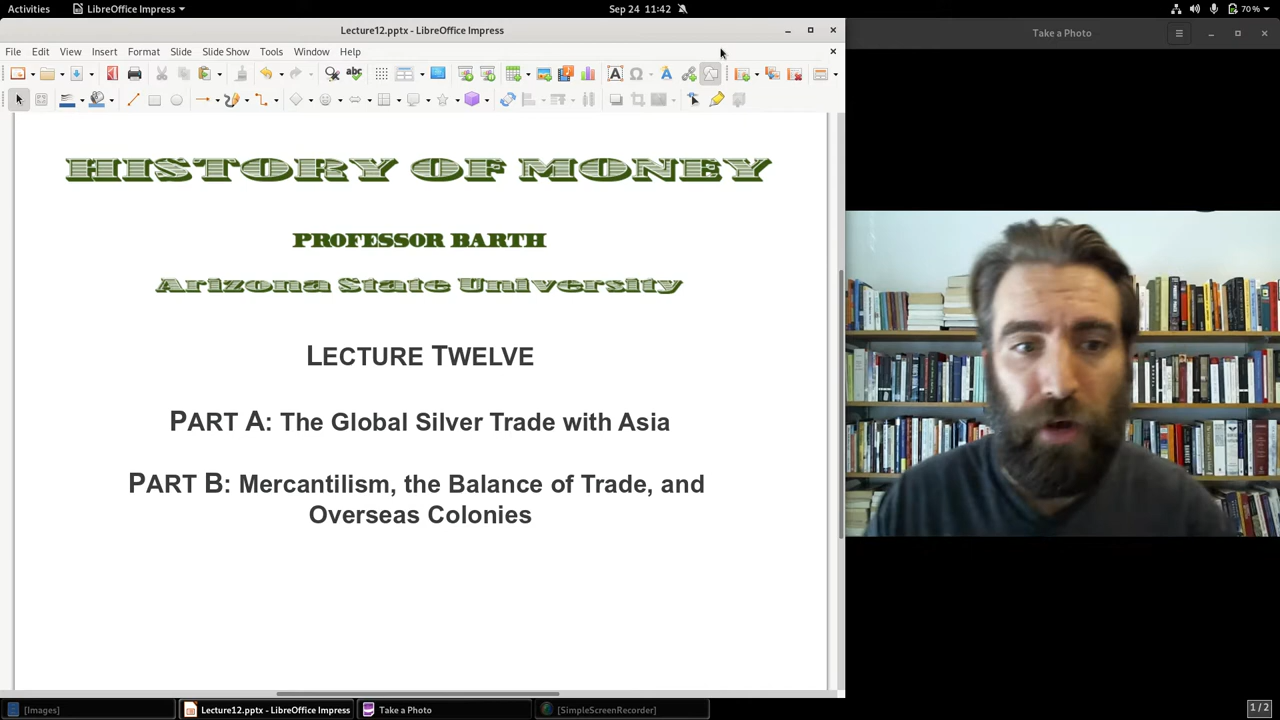 Activities LibreOffice Impress Sep 24 11:42 70 %
Lecture12.pptx - LibreOffice Impress
Take a Photo
File Edit View Insert Format Slide Slide Show Tools Window Help
HISTORY OF MONEY
PROFESSOR BARTH
Arizona State University
LECTURE TWELVE
PART A: The Global Silver Trade with Asia
PART B: Mercantilism, the Balance of Trade, and
Overseas Colonies
[Images] Lecture12.pptx - LibreOffice Impress Take a Photo [SimpleScreenRecorder] 1 / 2